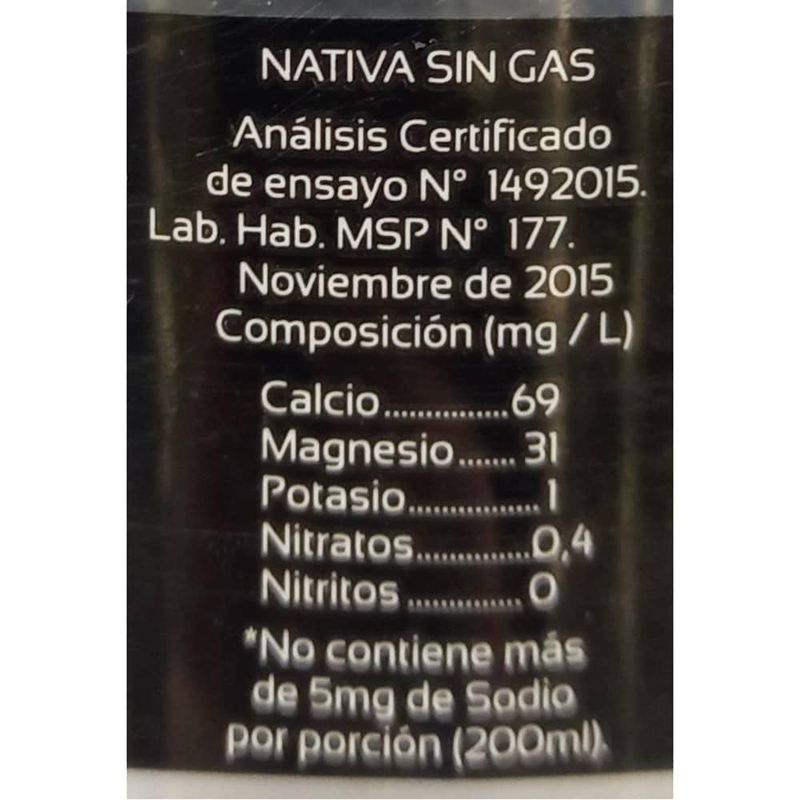 NATIVA SIN GAS
Análisis Certificado
de ensayo N° 1492015.
Lab. Hab. MSP N° 177.
Noviembre de 2015
Composición (mg / L)
Calcio...............69
Magnesio....... 31
Potasio................1
Nitratos..............0,4
Nitritos .............. 0
*No contiene más
de 5mg de Sodio
por porción (200ml).